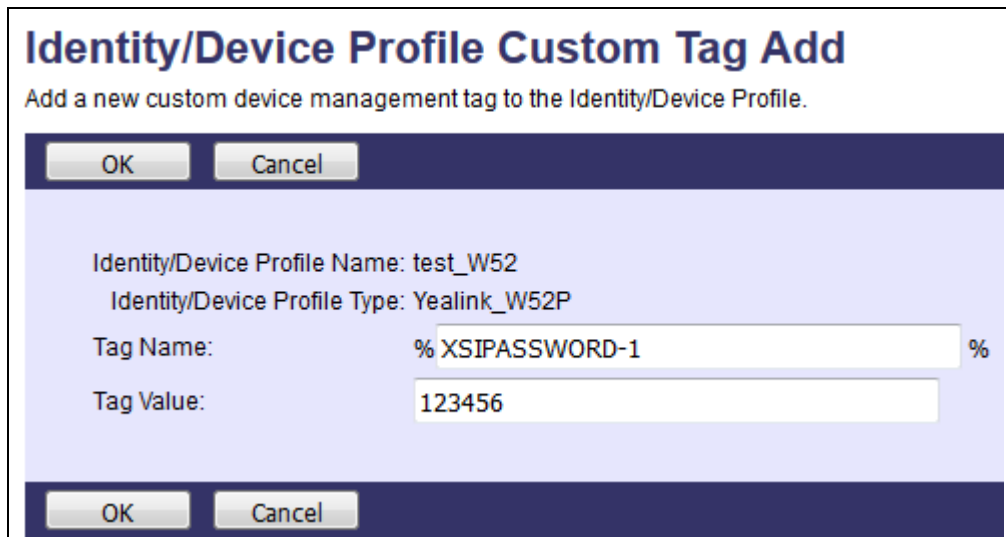 Identity/Device Profile Custom Tag Add
Add a new custom device management tag to the Identity/Device Profile.
OK Cancel
Identity/Device Profile Name: test_W52
Identity/Device Profile Type: Yealink_W52P
Tag Name: % XSIPASSWORD-1 %
Tag Value: 123456
OK Cancel